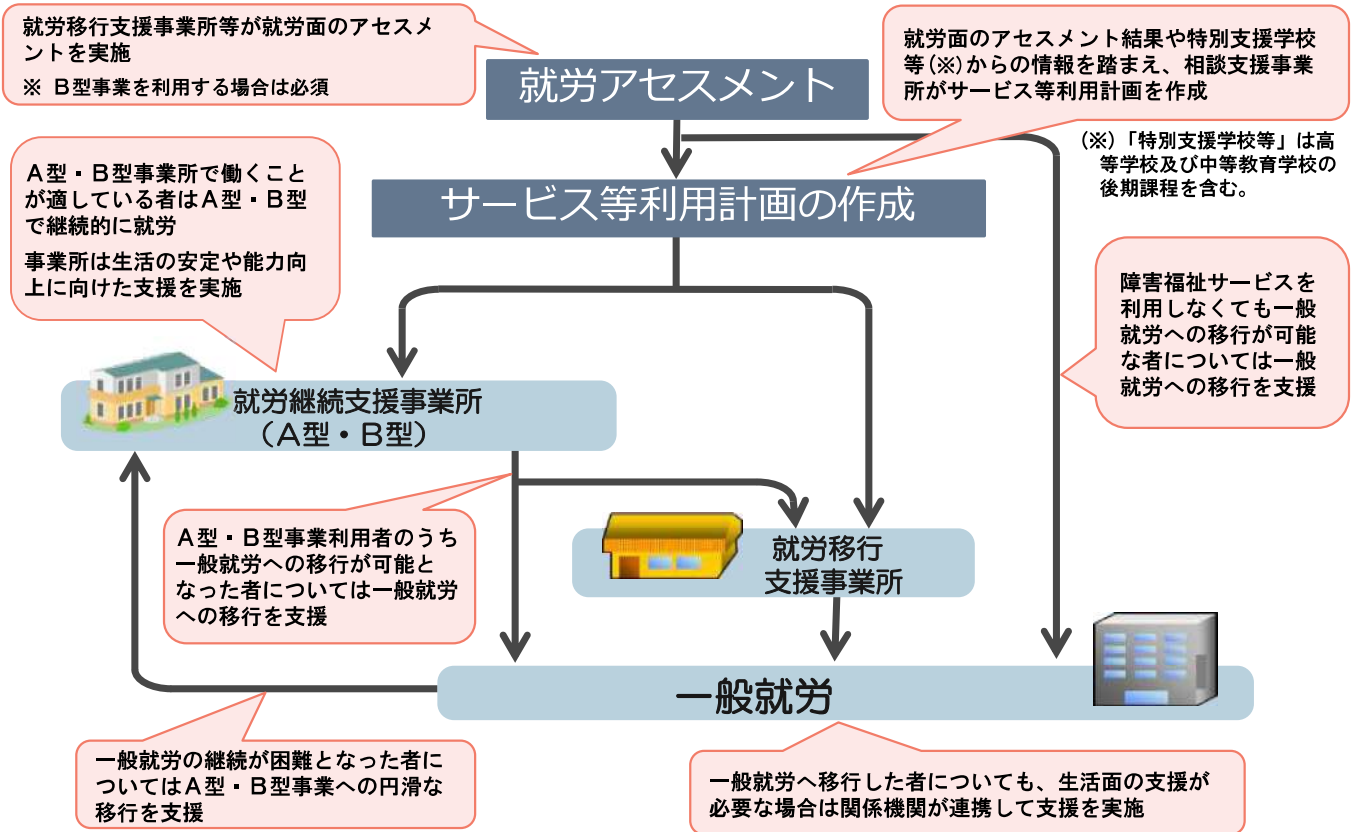 就労移行支援事業所等が就労面のアセスメ
ントを実施
※ B型事業を利用する場合は必須
就労アセスメント
就労面のアセスメント結果や特別支援学校
等(※)からの情報を踏まえ、相談支援事業
所がサービス等利用計画を作成
(※)「特別支援学校等」は高
等学校及び中等教育学校の
後期課程を含む。
サービス等利用計画の作成
A型・B型事業所で働くこと
が適している者はA型・B型
で継続的に就労
事業所は生活の安定や能力向
上に向けた支援を実施
障害福祉サービスを
利用しなくても一般
就労への移行が可能
な者については一般
就労への移行を支援
就労継続支援事業所
(A型・B型)
A型・B型事業利用者のうち
一般就労への移行が可能と
なった者については一般就労
への移行を支援
就労移行
支援事業所
一般就労
一般就労の継続が困難となった者に
ついてはA型・B型事業への円滑な
移行を支援
一般就労へ移行した者についても、生活面の支援が
必要な場合は関係機関が連携して支援を実施